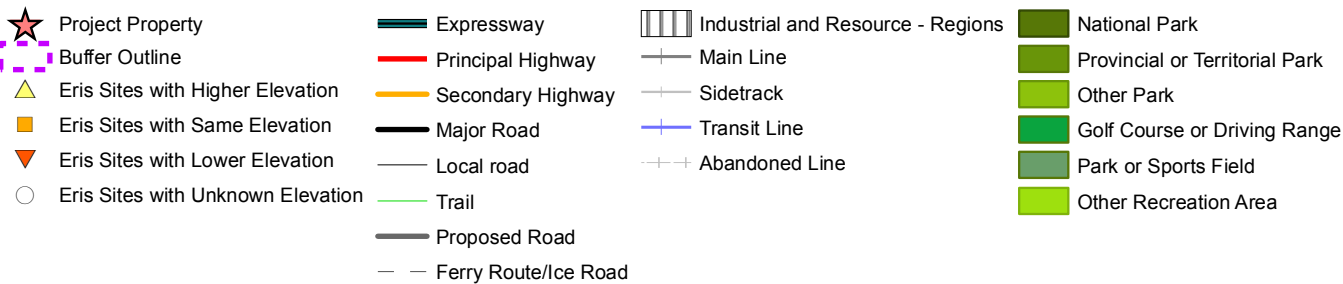 Project Property
Buffer Outline
Eris Sites with Higher Elevation
Eris Sites with Same Elevation
Eris Sites with Lower Elevation
Eris Sites with Unknown Elevation
Expressway
Principal Highway
Secondary Highway
Major Road
Local road
Trail
Proposed Road
Ferry Route/Ice Road
Industrial and Resource - Regions
Main Line
Sidetrack
Transit Line
Abandoned Line
National Park
Provincial or Territorial Park
Other Park
Golf Course or Driving Range
Park or Sports Field
Other Recreation Area